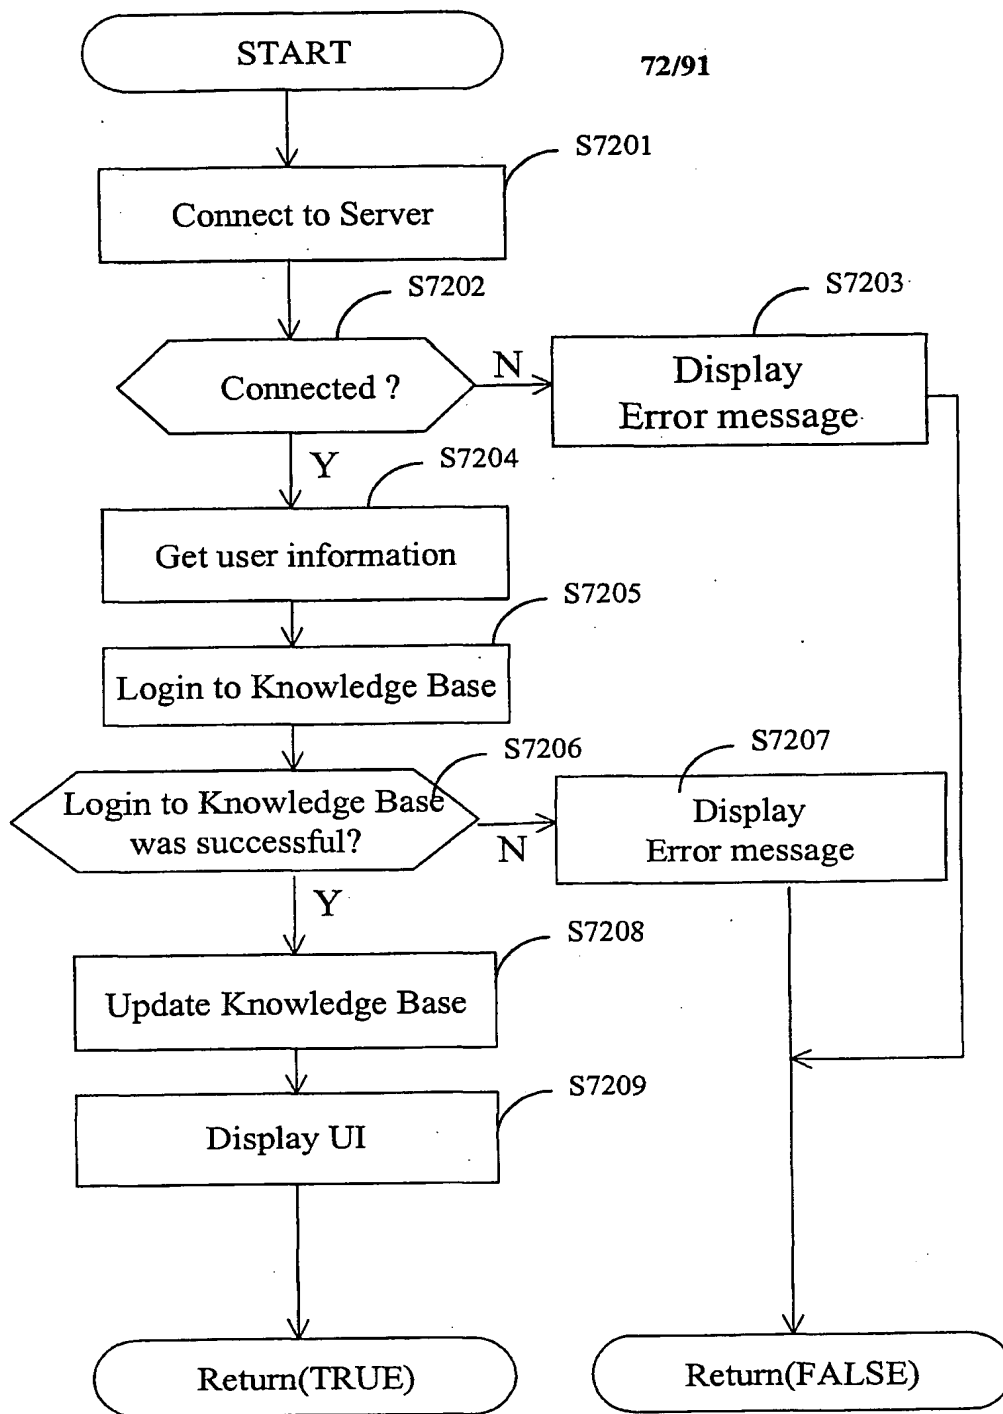 START
72/91
S7201
Connect to Server
S7202
S7203
Connected ?
N
Display
Error message
Y
S7204
Get user information
S7205
Login to Knowledge Base
S7206
S7207
Login to Knowledge Base
was successful?
N
Display
Error message
Y
S7208
Update Knowledge Base
S7209
Display UI
Return(TRUE)
Return(FALSE)